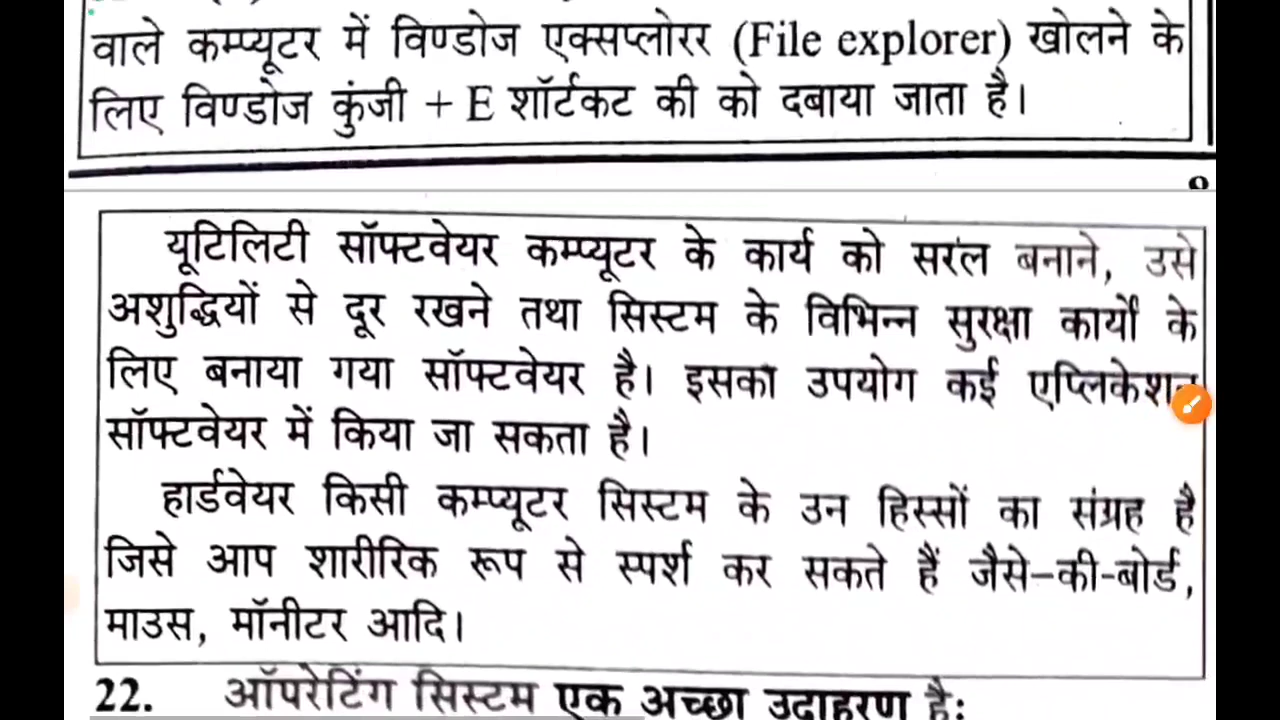 वाले कम्प्यूटर में विण्डोज एक्सप्लोरर (File explorer) खोलने के
लिए विण्डोज कुंजी + E शॉर्टकट की को दबाया जाता है।
यूटिलिटी सॉफ्टवेयर कम्प्यूटर के कार्य को सरल बनाने, उसे
अशुद्धियों से दूर रखने तथा सिस्टम के विभिन्न सुरक्षा कार्यों के
लिए बनाया गया सॉफ्टवेयर है। इसका उपयोग कई एप्लिकेशन
सॉफ्टवेयर में किया जा सकता है।
हार्डवेयर किसी कम्प्यूटर सिस्टम के उन हिस्सों का संग्रह है
जिसे आप शारीरिक रूप से स्पर्श कर सकते हैं जैसे–की-बोर्ड,
माउस, मॉनीटर आदि।
22. ऑपरेटिंग सिस्टम एक अच्छा उदाहरण है: